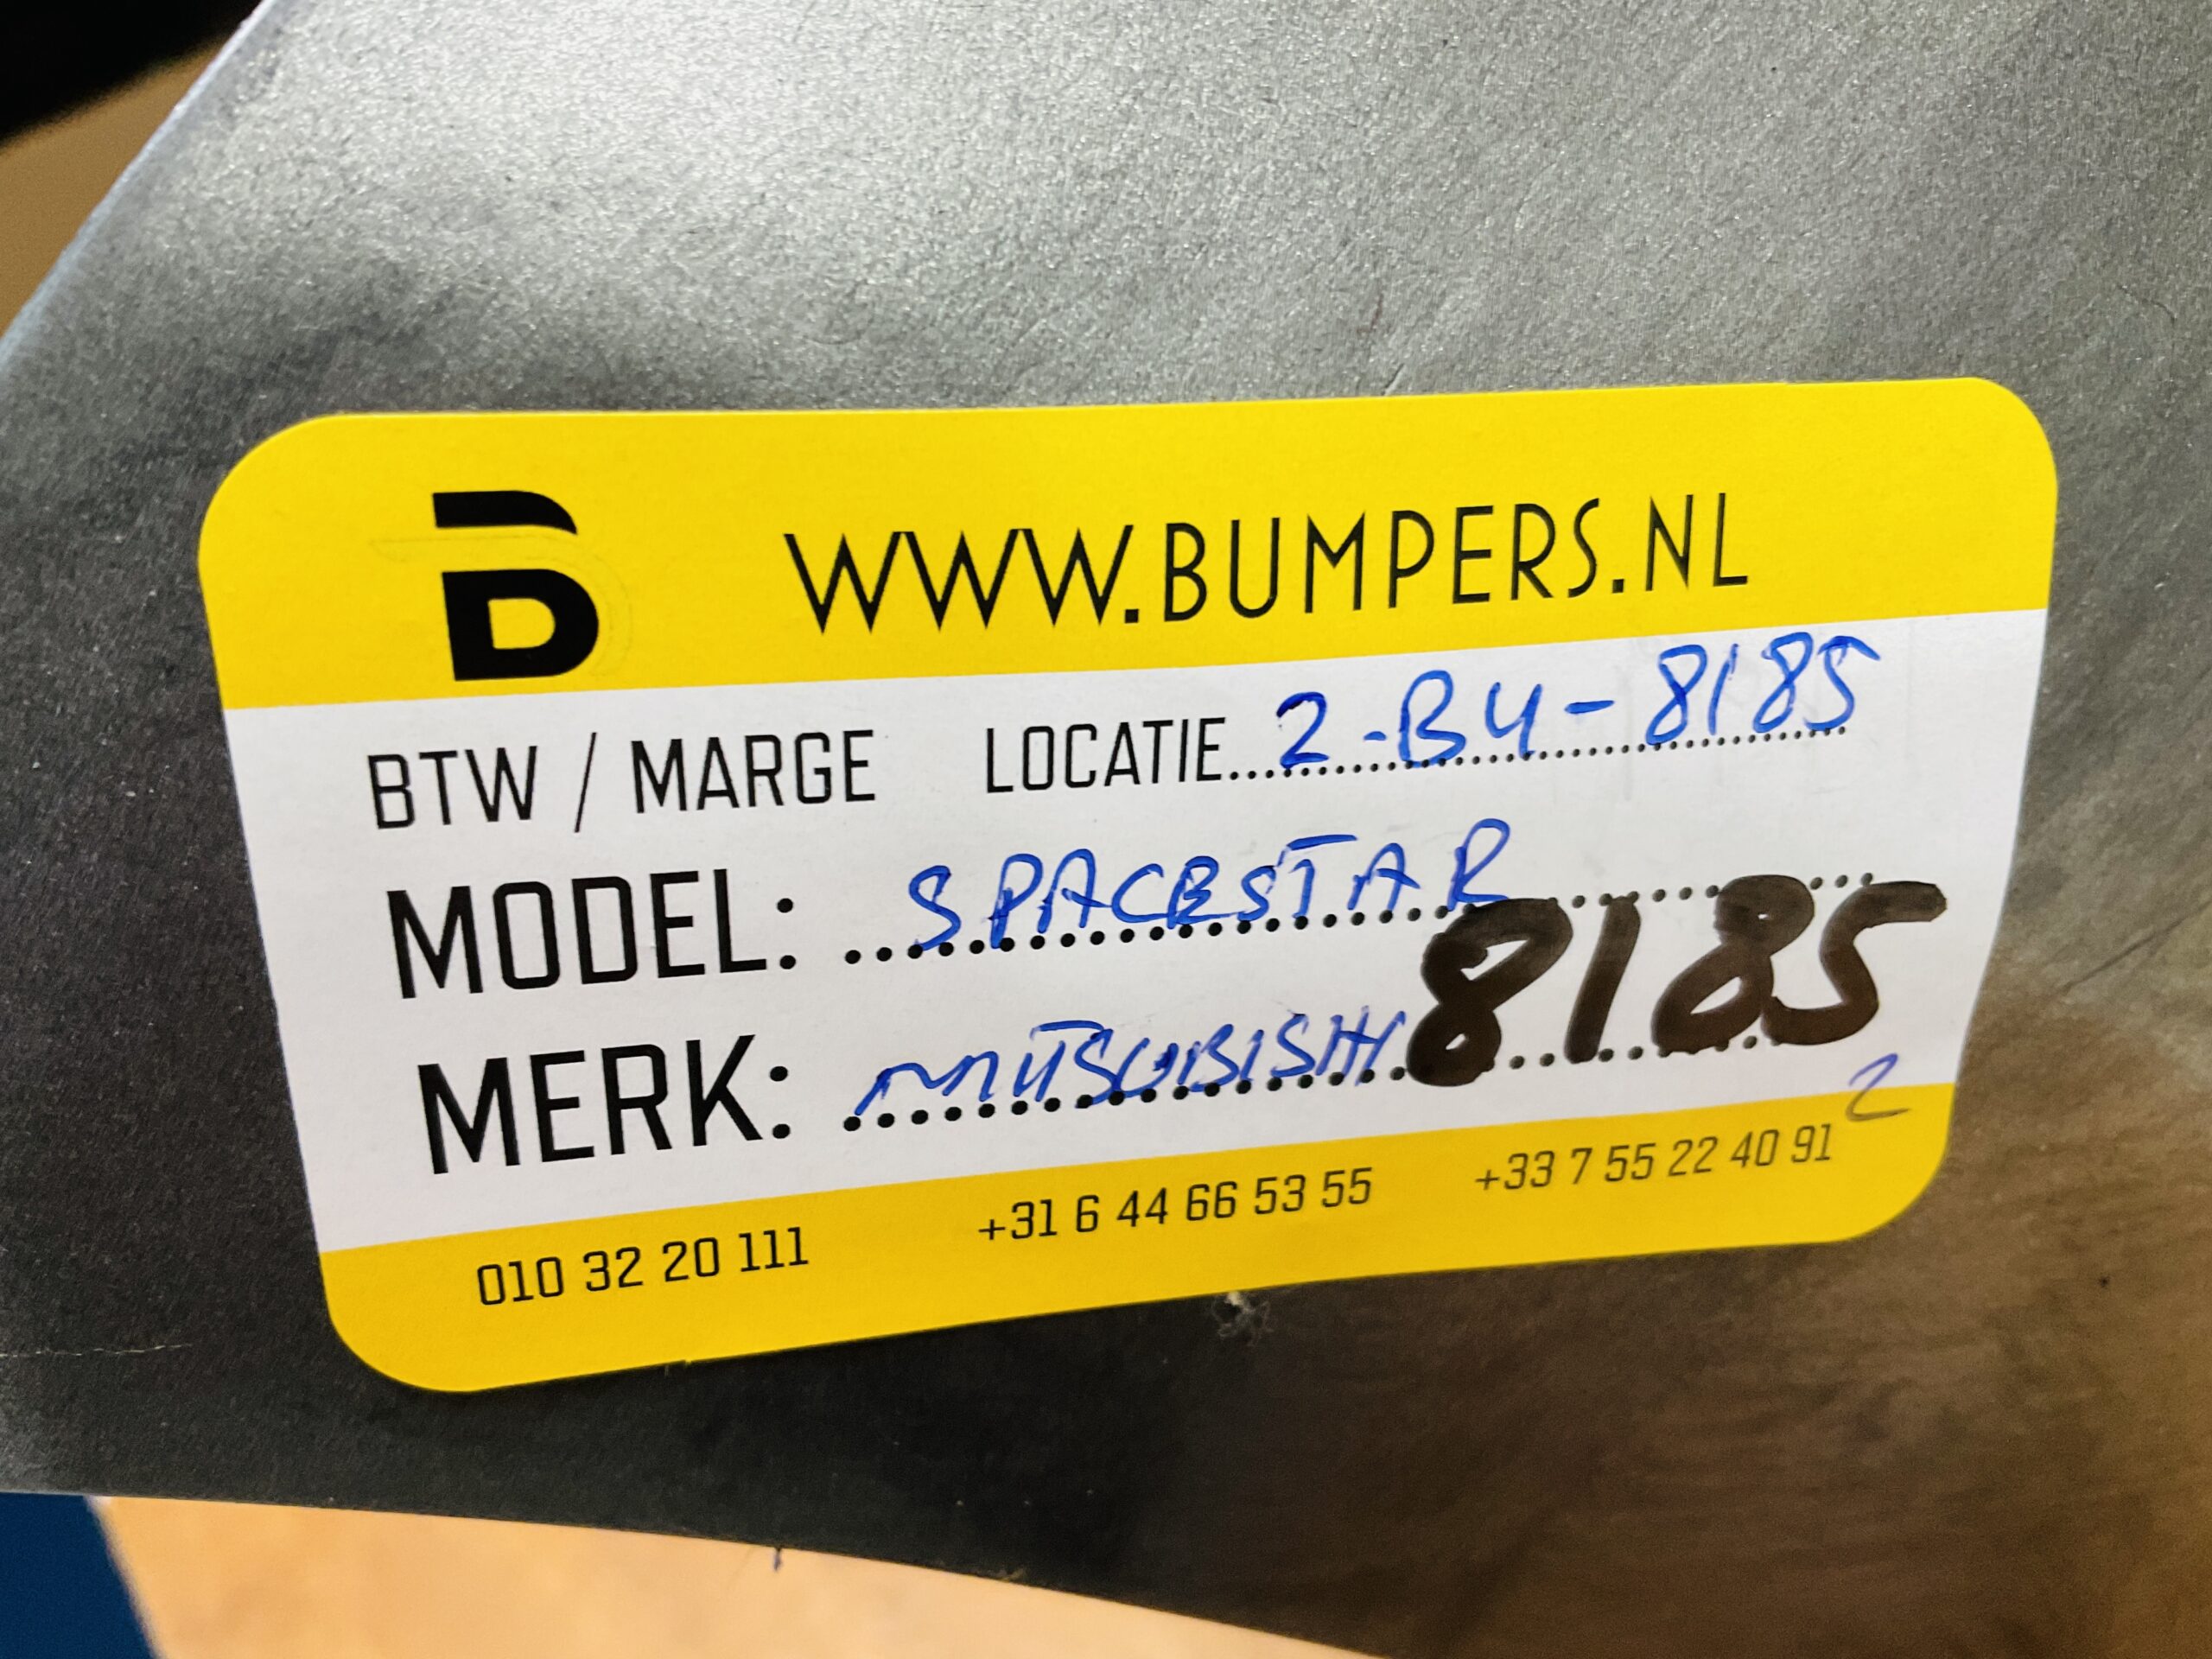 B WWW.BUMPERS.NL
BTW / MARGE LOCATIE...2-B4-8185
MODEL: SPACESTAR
8185
MERK: MITSUBISHI
2
010 32 20 111 +31 6 44 66 53 55 +33 7 55 22 40 91